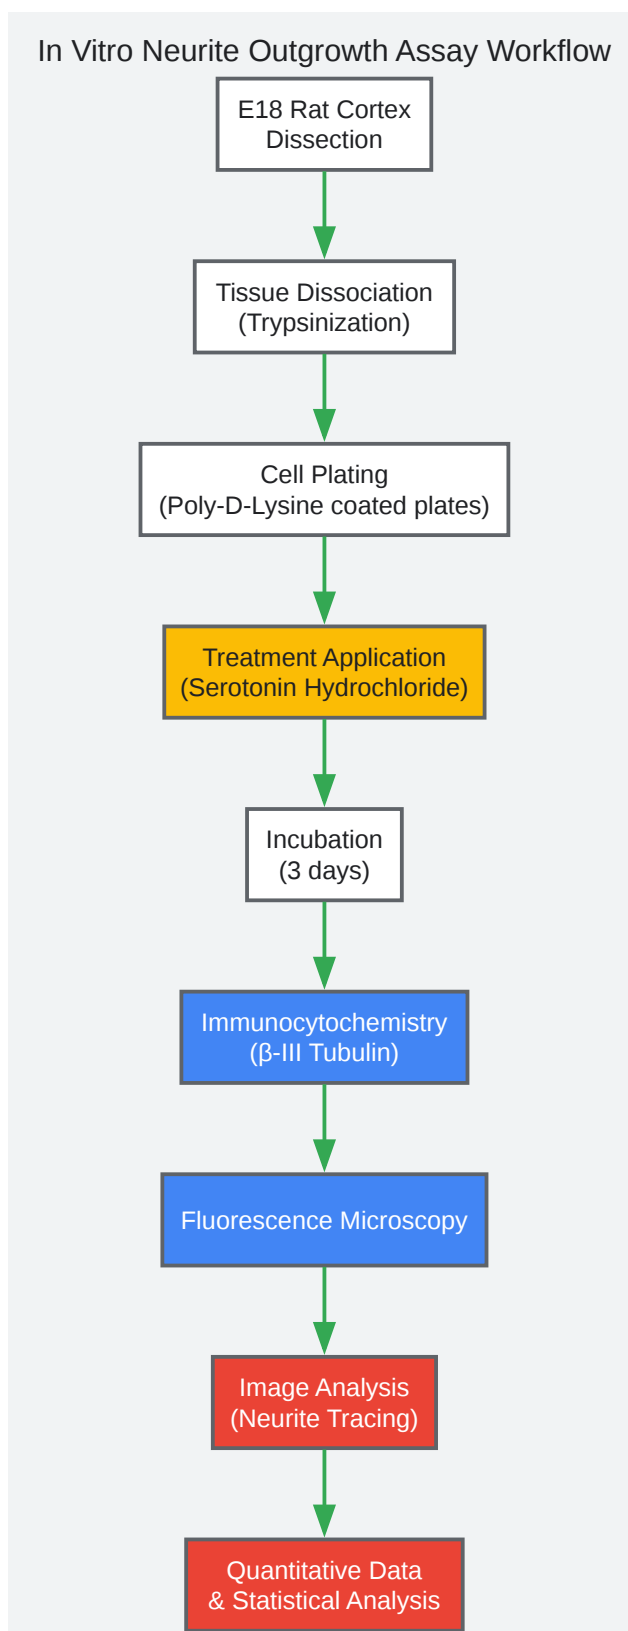 In Vitro Neurite Outgrowth Assay Workflow
E18 Rat Cortex
Dissection
Tissue Dissociation
(Trypsinization)
Cell Plating
(Poly-D-Lysine coated plates)
Treatment Application
(Serotonin Hydrochloride)
Incubation
(3 days)
Immunocytochemistry
(β-III Tubulin)
Fluorescence Microscopy
Image Analysis
(Neurite Tracing)
Quantitative Data
& Statistical Analysis